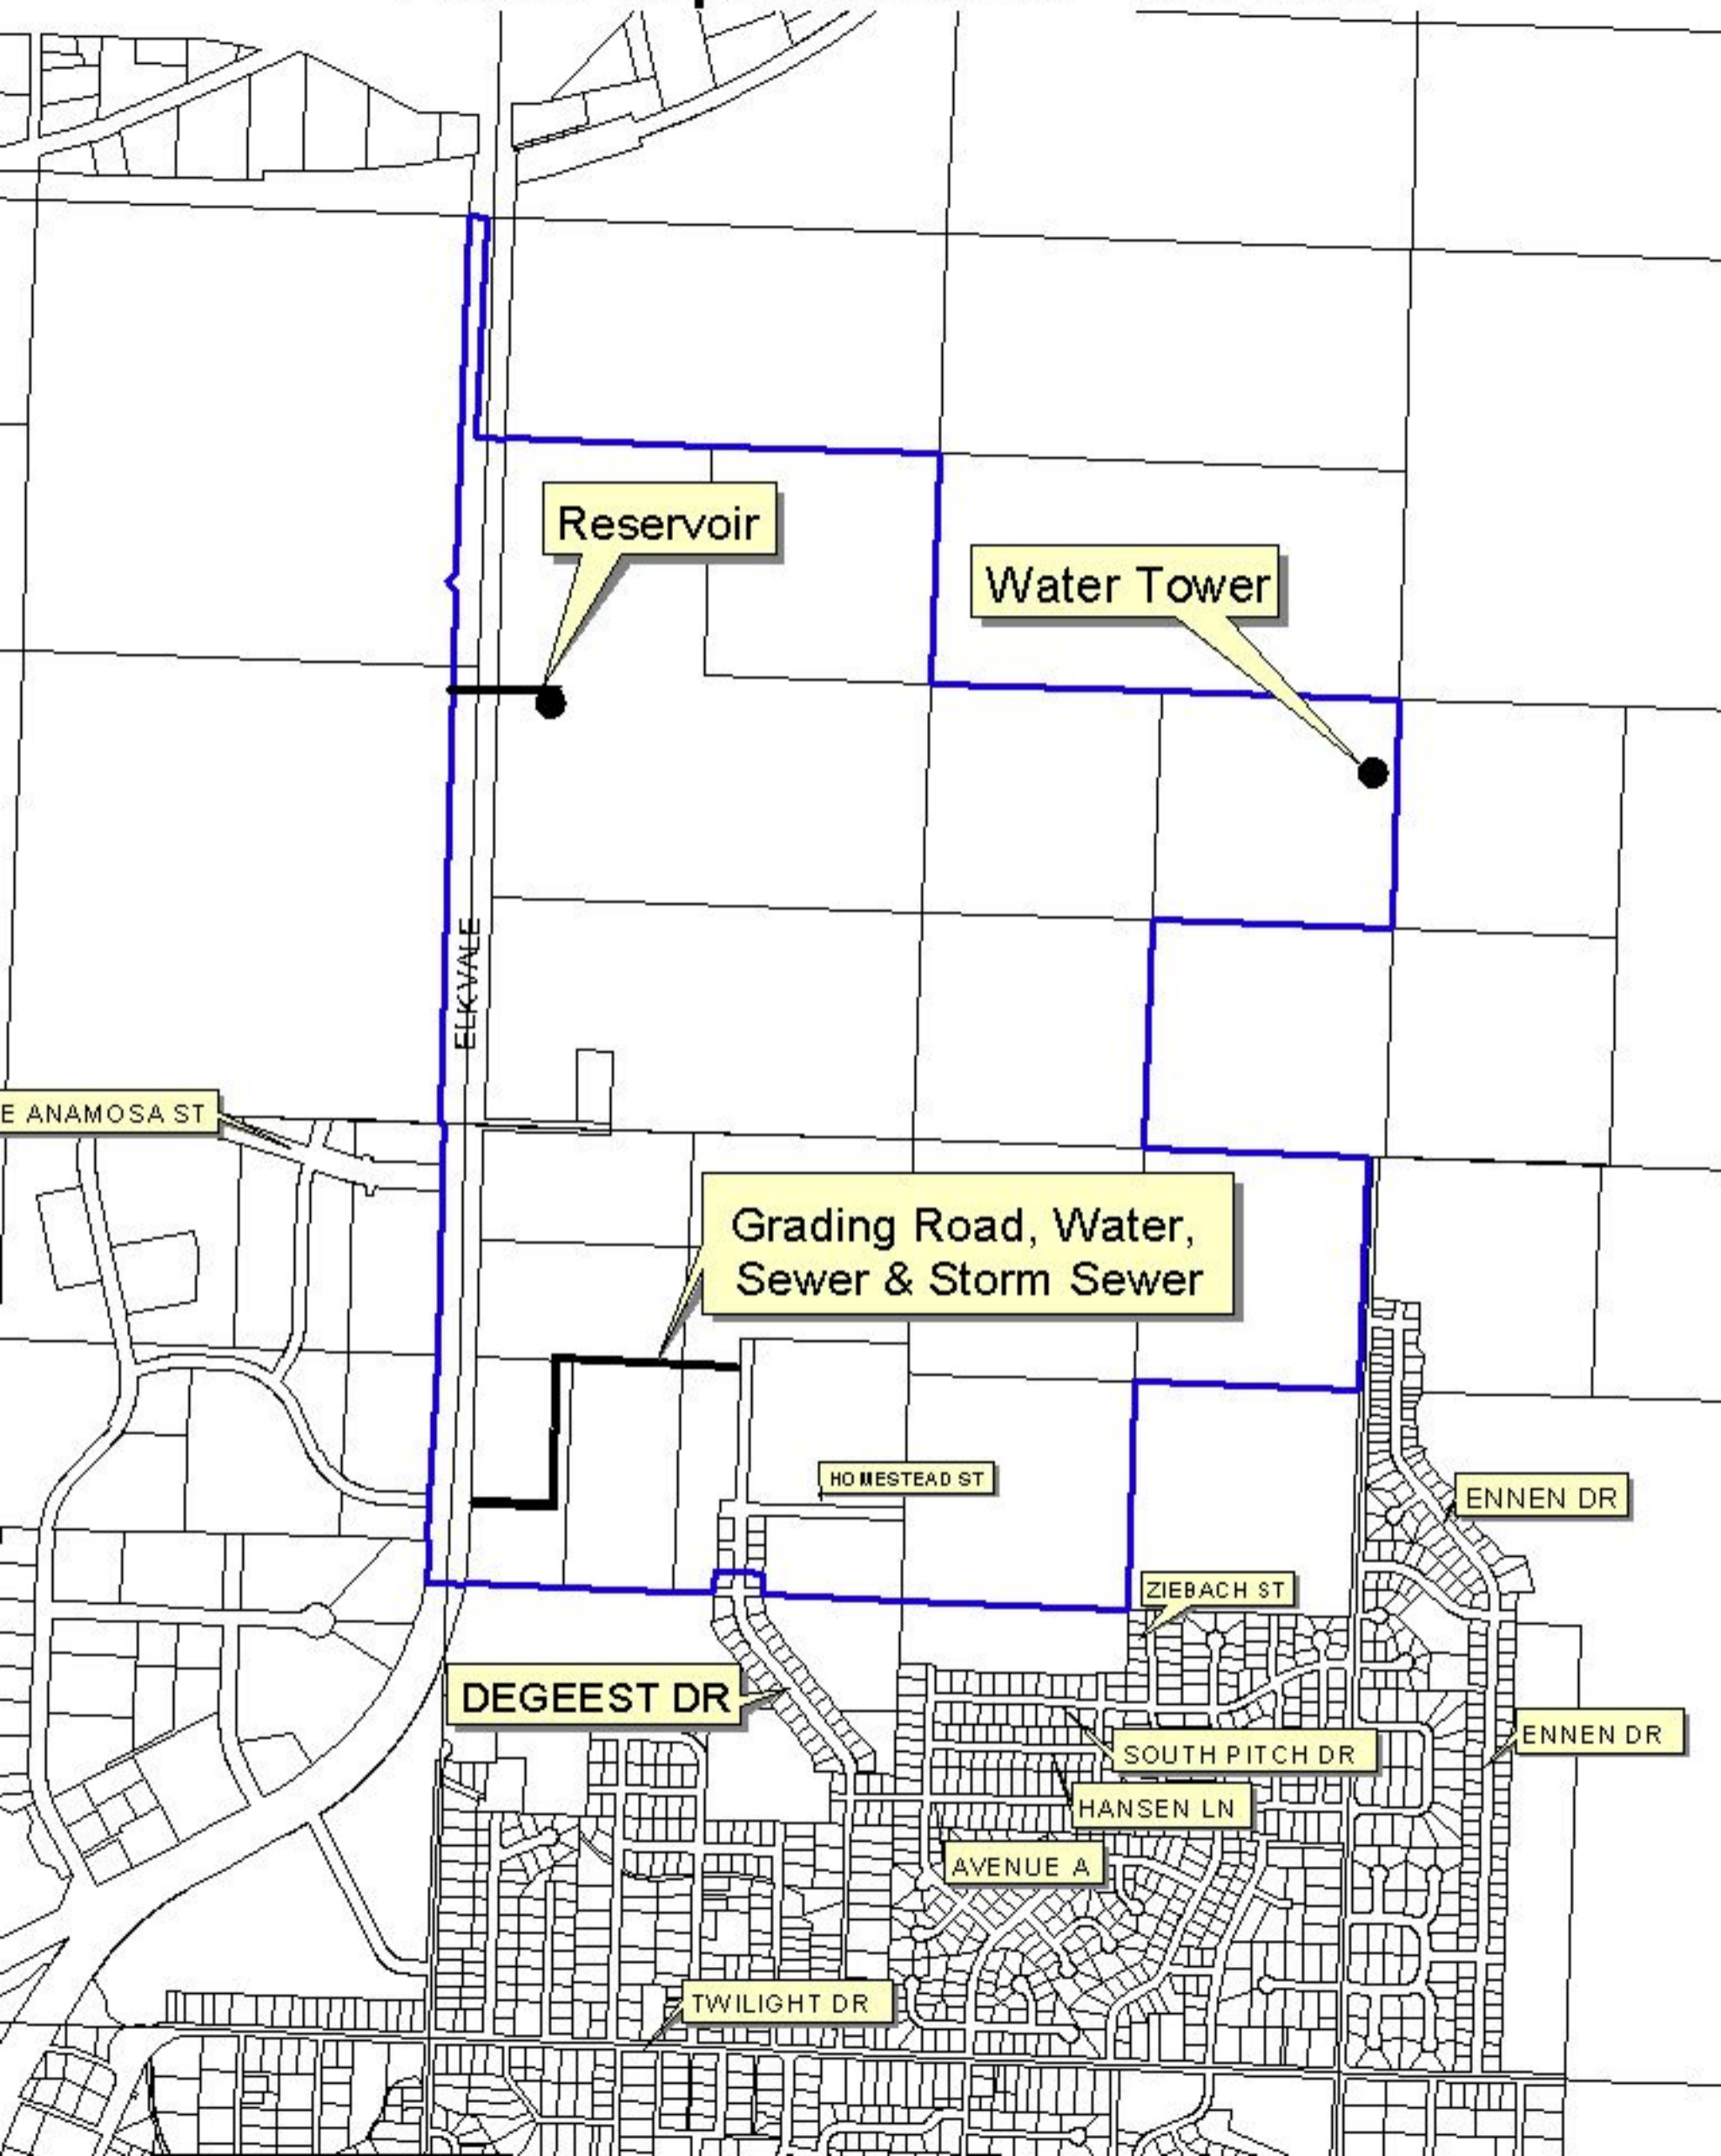 Reservoir
Water Tower
ELKVALE
E ANAMOSA ST
Grading Road, Water,
Sewer & Storm Sewer
HOMESTEAD ST
ENNEN DR
ZIEBACH ST
DEGEEST DR
ENNEN DR
SOUTH PITCH DR
HANSEN LN
AVENUE A
TWILIGHT DR